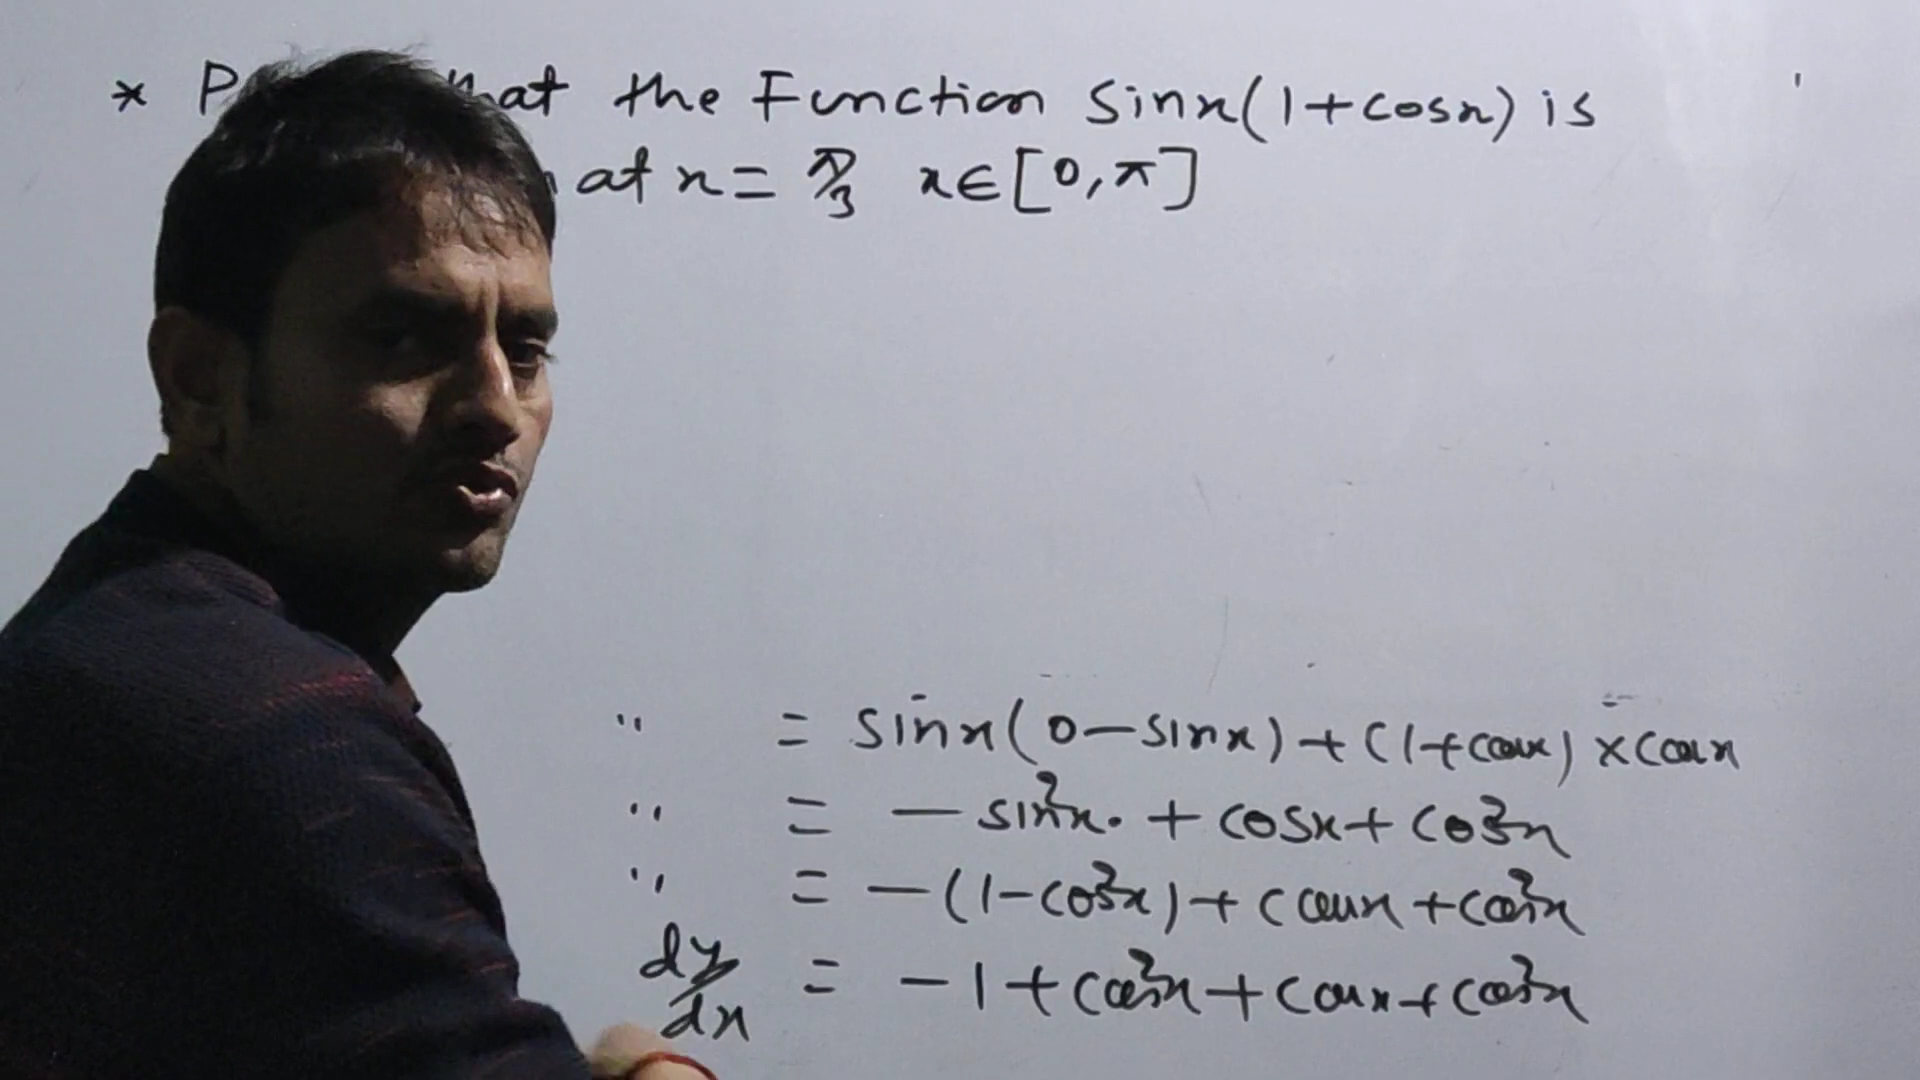 * P at the Function Sinx(1+cosx) is
at x = π/3 x∈[0,π]
" = Sinx(0-sinx)+(1+cosx)×cosx
" = -sin²x. + cosx+cos²x
" = -(1-cos²x)+cosx+cos²x
dy/dx = -1+cos²x+cosx+cos²x